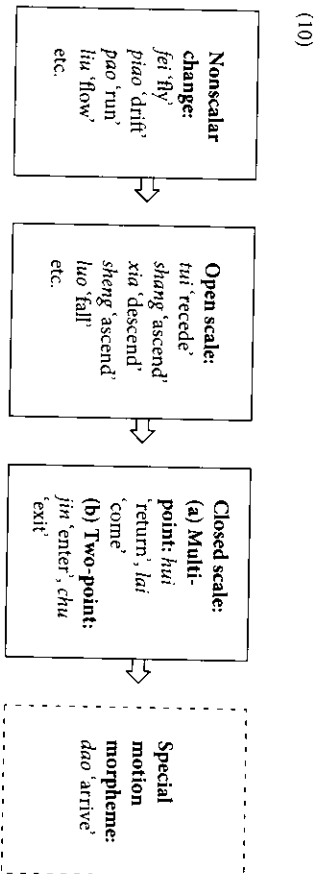 (10)
Nonscalar
change:
fei ‘fly’
piao ‘drift’
pao ‘run’
liu ‘flow’
etc.
Open scale:
tui ‘recede’
shang ‘ascend’
xia ‘descend’
sheng ‘ascend’
luo ‘fall’
etc.
Closed scale:
(a) Multi-
point: hui
‘return’, lai
‘come’
(b) Two-point:
jin ‘enter’, chu
‘exit’
Special
motion
morpheme:
dao ‘arrive’